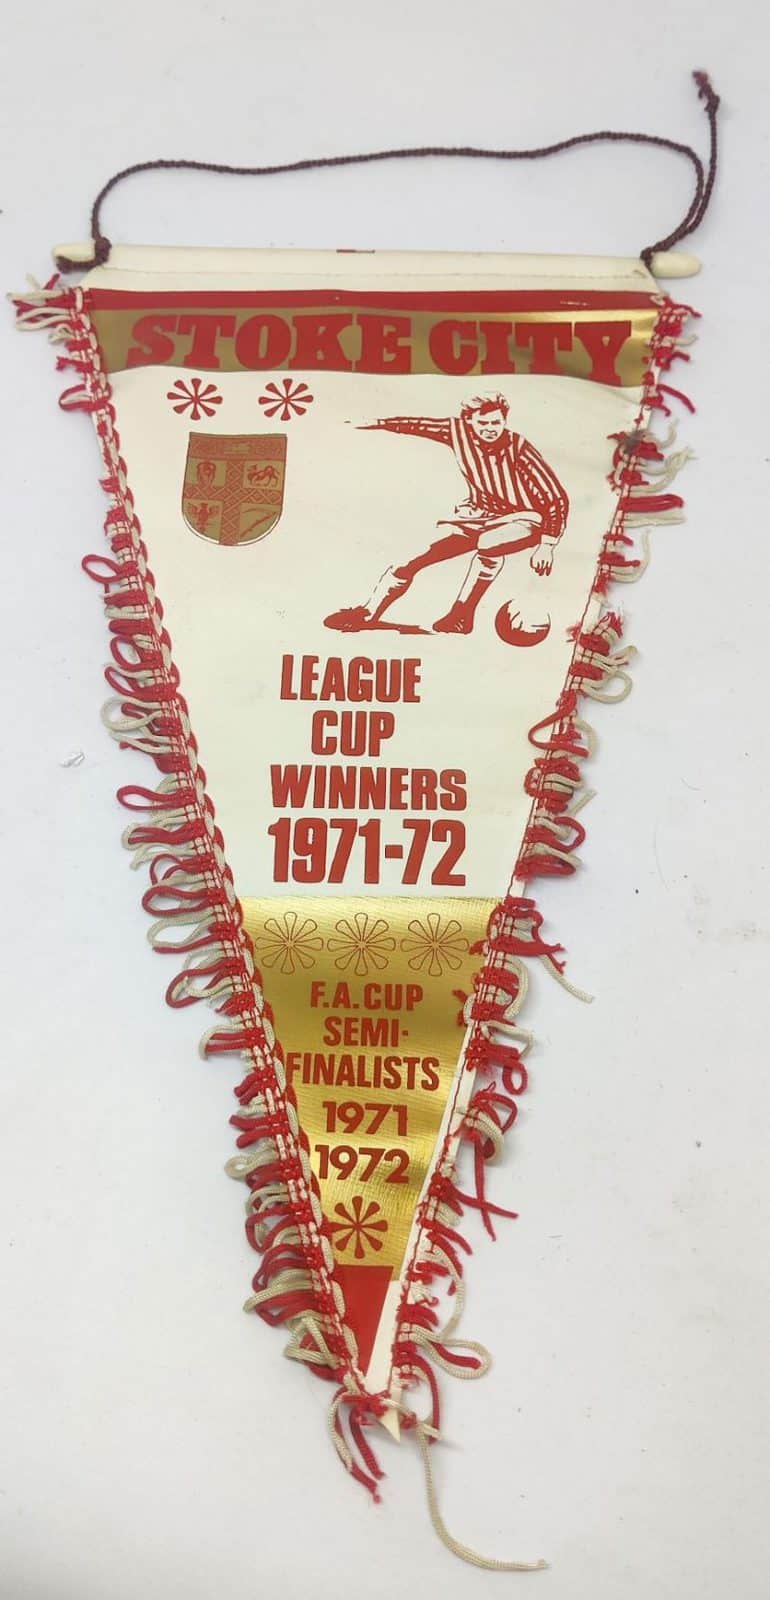 STOKE CITY
LEAGUE
CUP
WINNERS
1971-72
F.A. CUP
SEMI-
FINALISTS
1971
1972